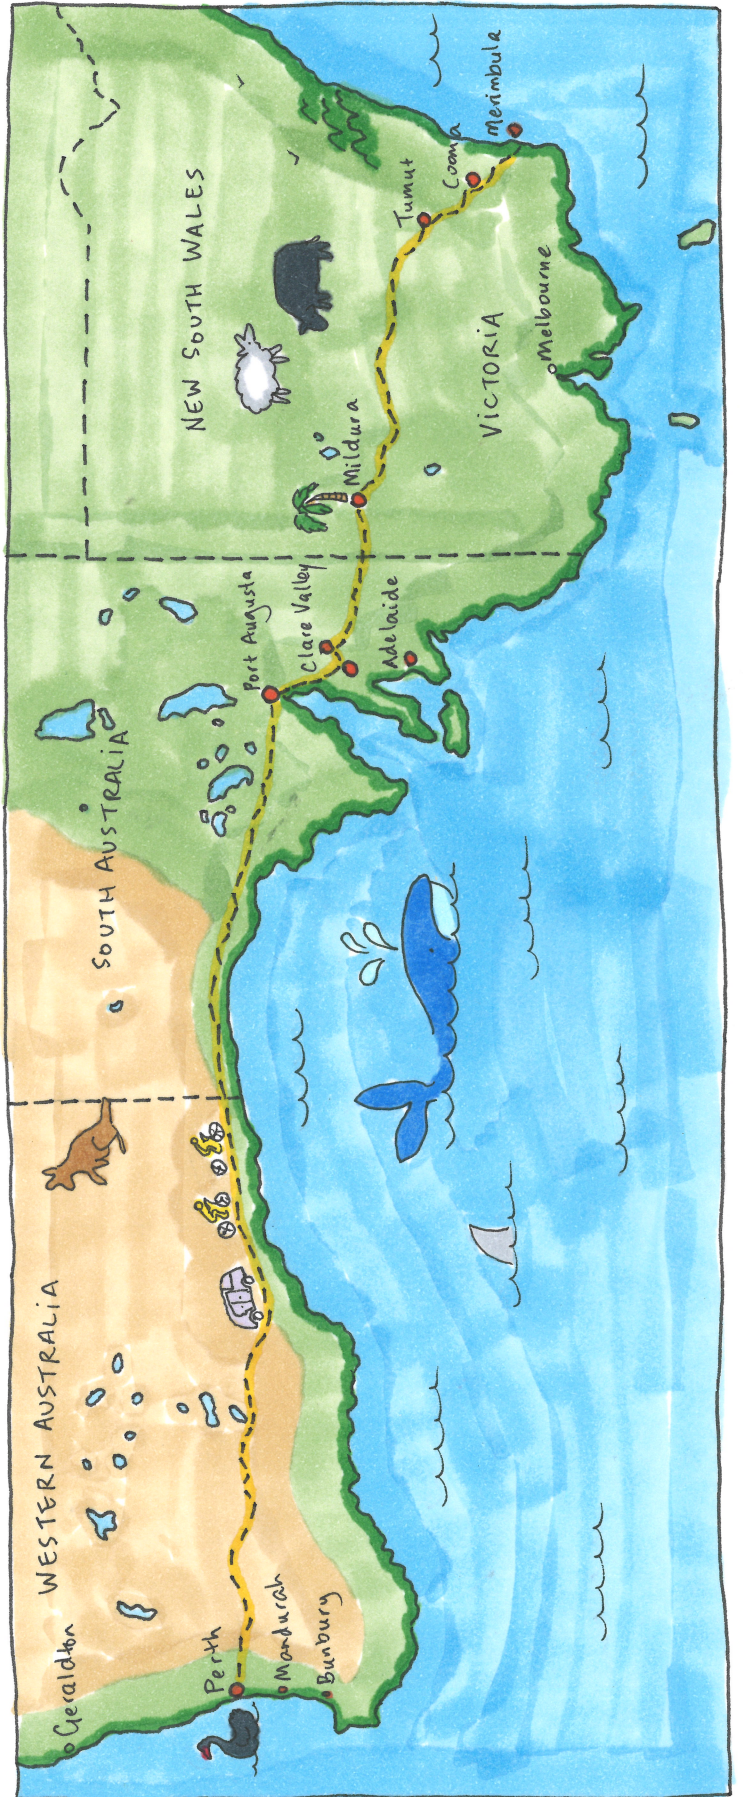 Geraldton
WESTERN AUSTRALIA
Perth
Mandurah
Bunbury
SOUTH AUSTRALIA
Port Augusta
Clare Valley
Adelaide
Mildura
NEW SOUTH WALES
VICTORIA
Melbourne
Tumut
Cooma
Merimbula